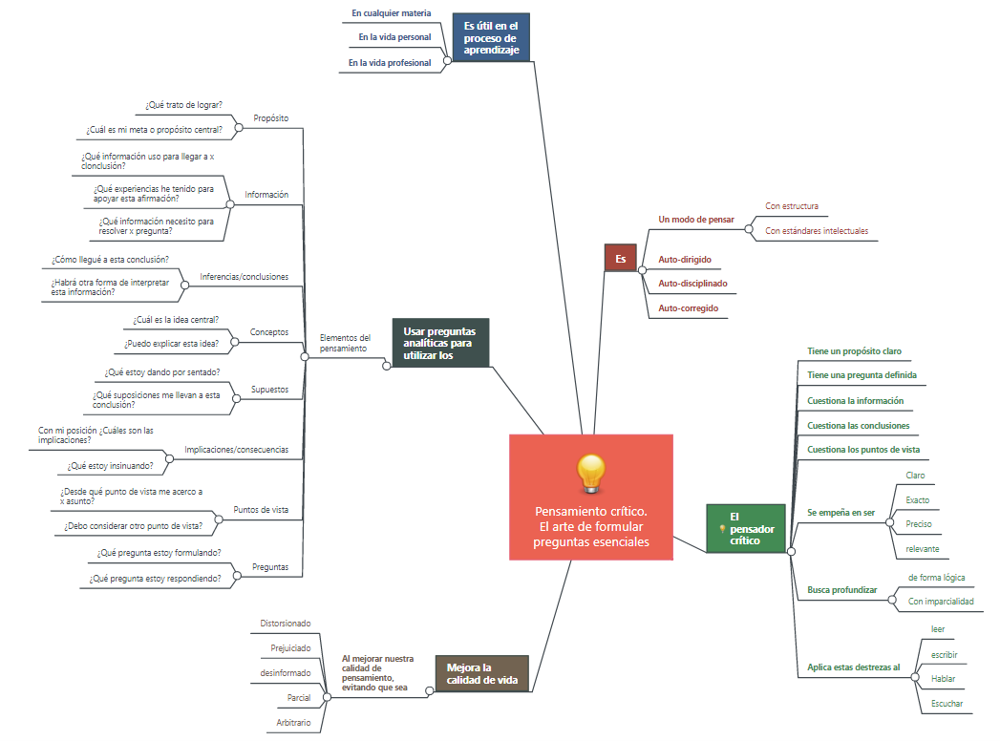 En cualquier materia
En la vida personal
En la vida profesional
Es útil en el
proceso de
aprendizaje
¿Qué trato de lograr?
¿Cuál es mi meta o propósito central?
Propósito
¿Qué información uso para llegar a x
clonclusión?
¿Qué experiencias he tenido para
apoyar esta afirmación?
¿Qué información necesito para
resolver x pregunta?
Información
¿Cómo llegué a esta conclusión?
¿Habrá otra forma de interpretar
esta información?
Inferencias/conclusiones
¿Cuál es la idea central?
¿Puedo explicar esta idea?
Conceptos
¿Qué estoy dando por sentado?
¿Qué suposiciones me llevan a esta
conclusión?
Supuestos
Con mi posición ¿Cuáles son las
implicaciones?
¿Qué estoy insinuando?
Implicaciones/consecuencias
¿Desde qué punto de vista me acerco a
x asunto?
¿Debo considerar otro punto de vista?
Puntos de vista
¿Qué pregunta estoy formulando?
¿Qué pregunta estoy respondiendo?
Preguntas
Elementos del
pensamiento
Usar preguntas
analíticas para
utilizar los
Es
Un modo de pensar
Con estructura
Con estándares intelectuales
Auto-dirigido
Auto-disciplinado
Auto-corregido
Pensamiento crítico.
El arte de formular
preguntas esenciales
El
pensador
crítico
Tiene un propósito claro
Tiene una pregunta definida
Cuestiona la información
Cuestiona las conclusiones
Cuestiona los puntos de vista
Se empeña en ser
Claro
Exacto
Preciso
relevante
Busca profundizar
de forma lógica
Con imparcialidad
Aplica estas destrezas al
leer
escribir
Hablar
Escuchar
Distorsionado
Prejuiciado
desinformado
Parcial
Arbitrario
Al mejorar nuestra
calidad de
pensamiento,
evitando que sea
Mejora la
calidad de vida